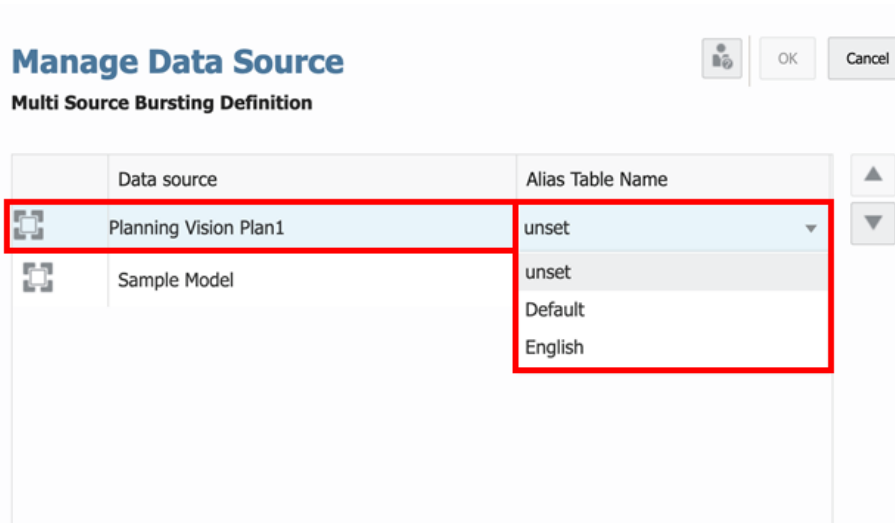 Manage Data Source
OK
Cancel
Multi Source Bursting Definition
Data source
Alias Table Name
Planning Vision Plan1
unset
unset
Sample Model
Default
English